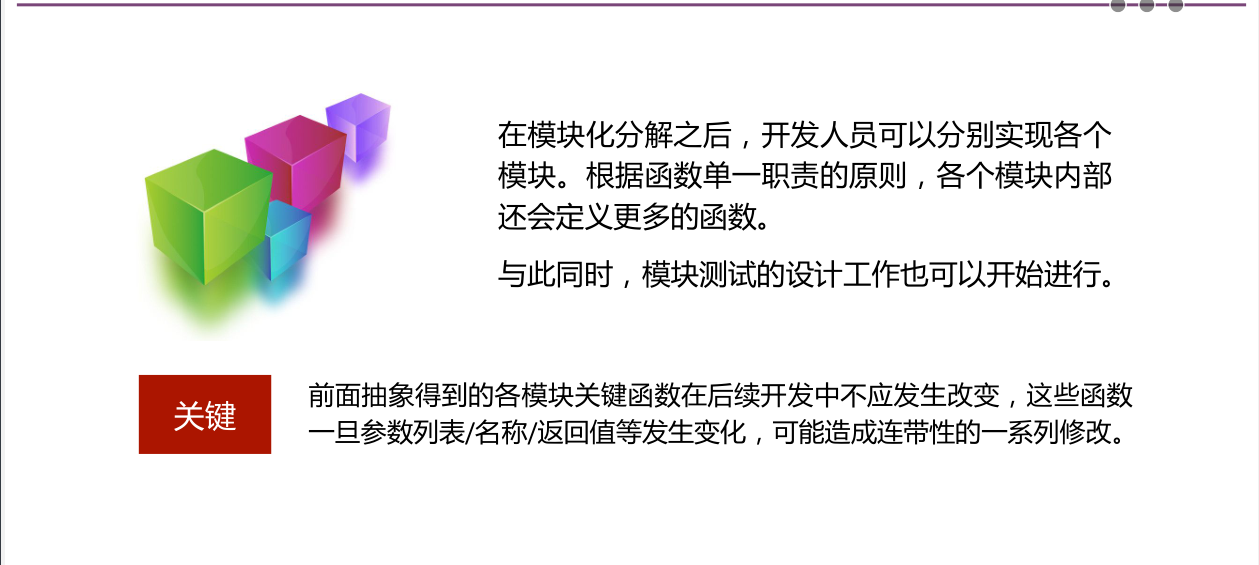 在模块化分解之后，开发人员可以分别实现各个
模块。根据函数单一职责的原则，各个模块内部
还会定义更多的函数。
与此同时，模块测试的设计工作也可以开始进行。
关键
前面抽象得到的各模块关键函数在后续开发中不应发生改变，这些函数
一旦参数列表/名称/返回值等发生变化，可能造成连带性的一系列修改。